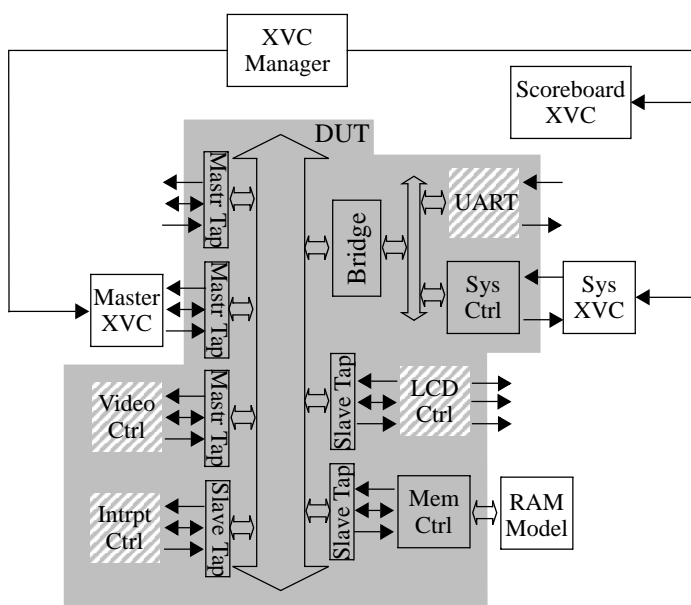 XVC
Manager
Scoreboard
XVC
DUT
Mastr Tap
UART
Bridge
Master
XVC
Mastr Tap
Sys
Ctrl
Sys
XVC
Video
Ctrl
Mastr Tap
Slave Tap
LCD
Ctrl
Intrpt
Ctrl
Slave Tap
Slave Tap
Mem
Ctrl
RAM
Model